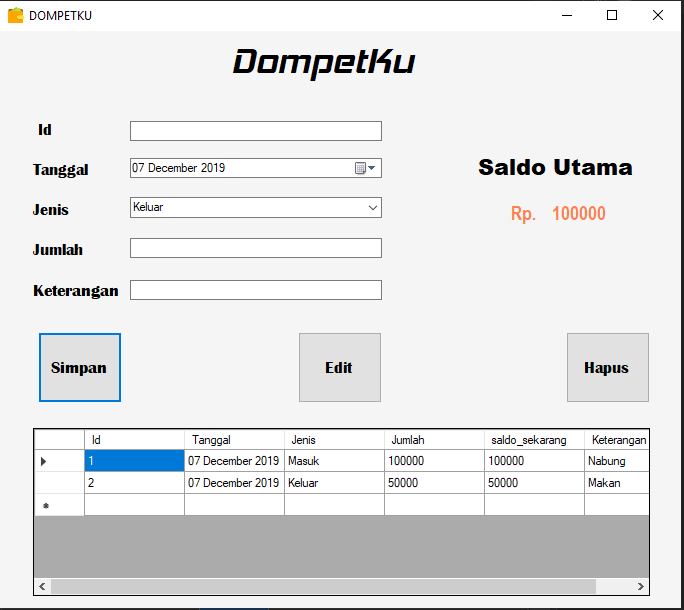 DOMPETKU
DompetKu
Id
Tanggal 07 December 2019
Saldo Utama
Jenis Keluar
Rp. 100000
Jumlah
Keterangan
Simpan Edit Hapus
Id Tanggal Jenis Jumlah saldo_sekarang Keterangan
1 07 December 2019 Masuk 100000 100000 Nabung
2 07 December 2019 Keluar 50000 50000 Makan